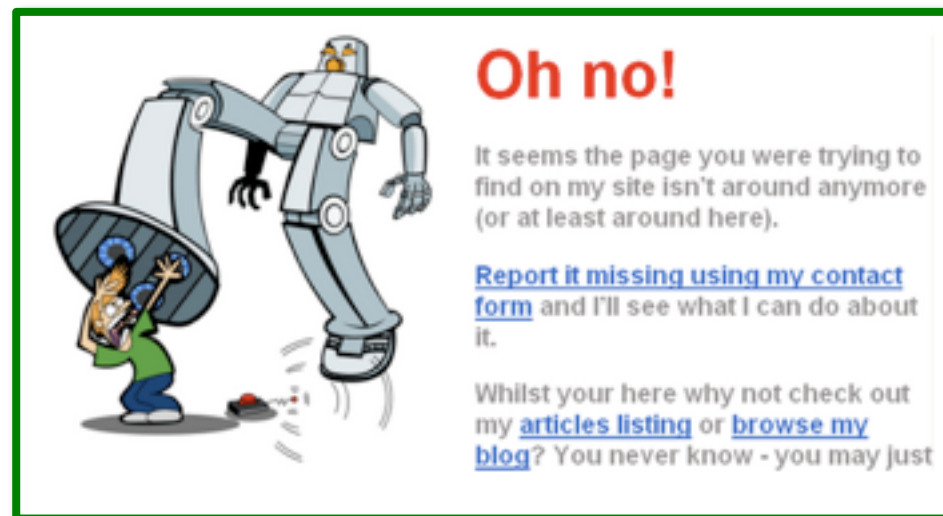 Oh no!
It seems the page you were trying to
find on my site isn't around anymore
(or at least around here).
Report it missing using my contact
form and I'll see what I can do about
it.
Whilst your here why not check out
my articles listing or browse my
blog? You never know - you may just